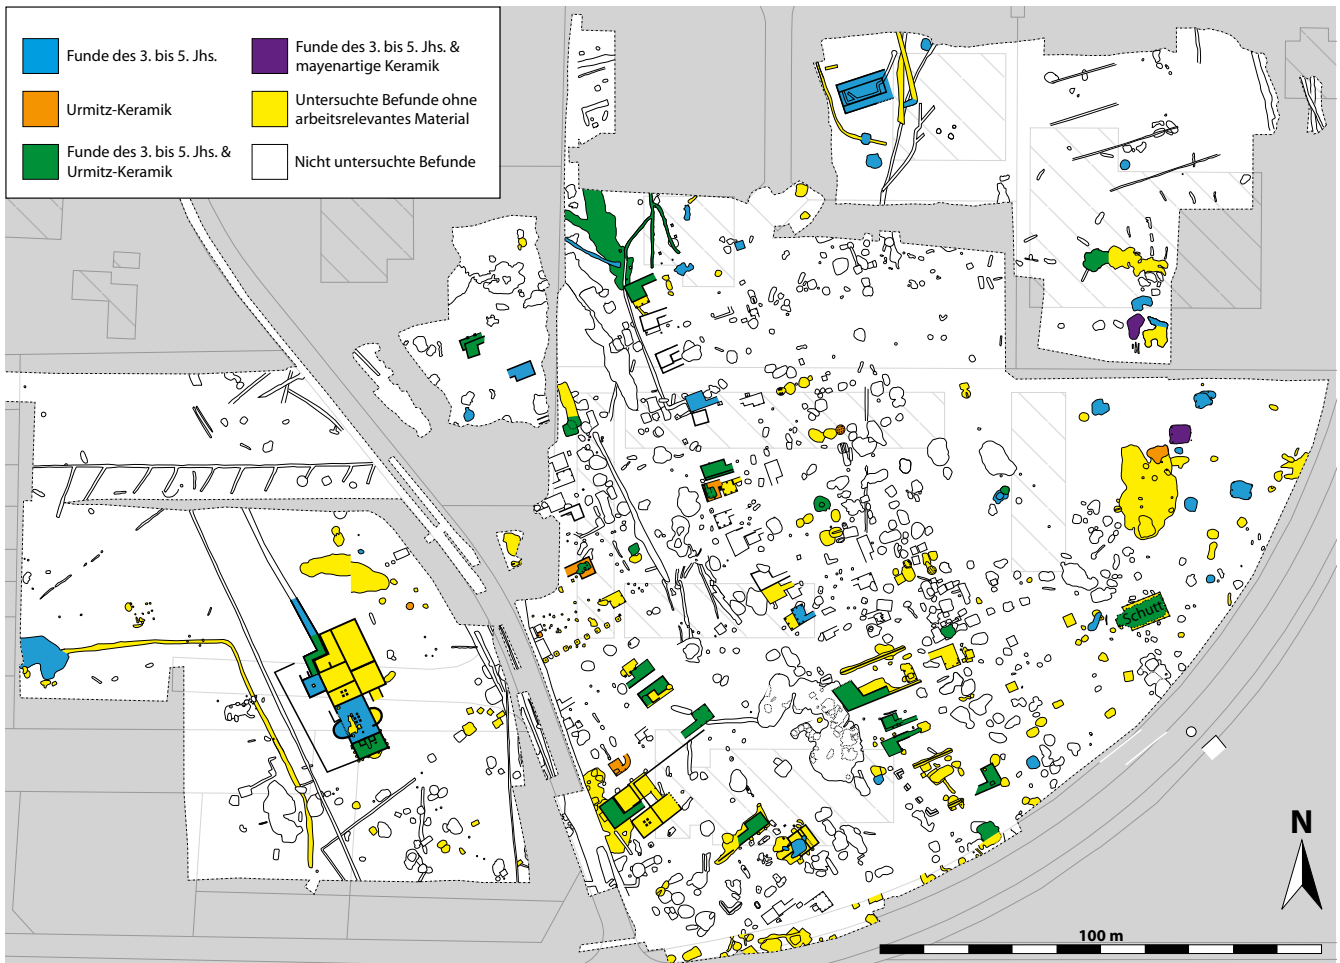 Funde des 3. bis 5. Jhs.
Urmitz-Keramik
Funde des 3. bis 5. Jhs. &
Urmitz-Keramik
Funde des 3. bis 5. Jhs. &
mayenartige Keramik
Untersuchte Befunde ohne
arbeitsrelevantes Material
Nicht untersuchte Befunde
Schutt
N
100 m